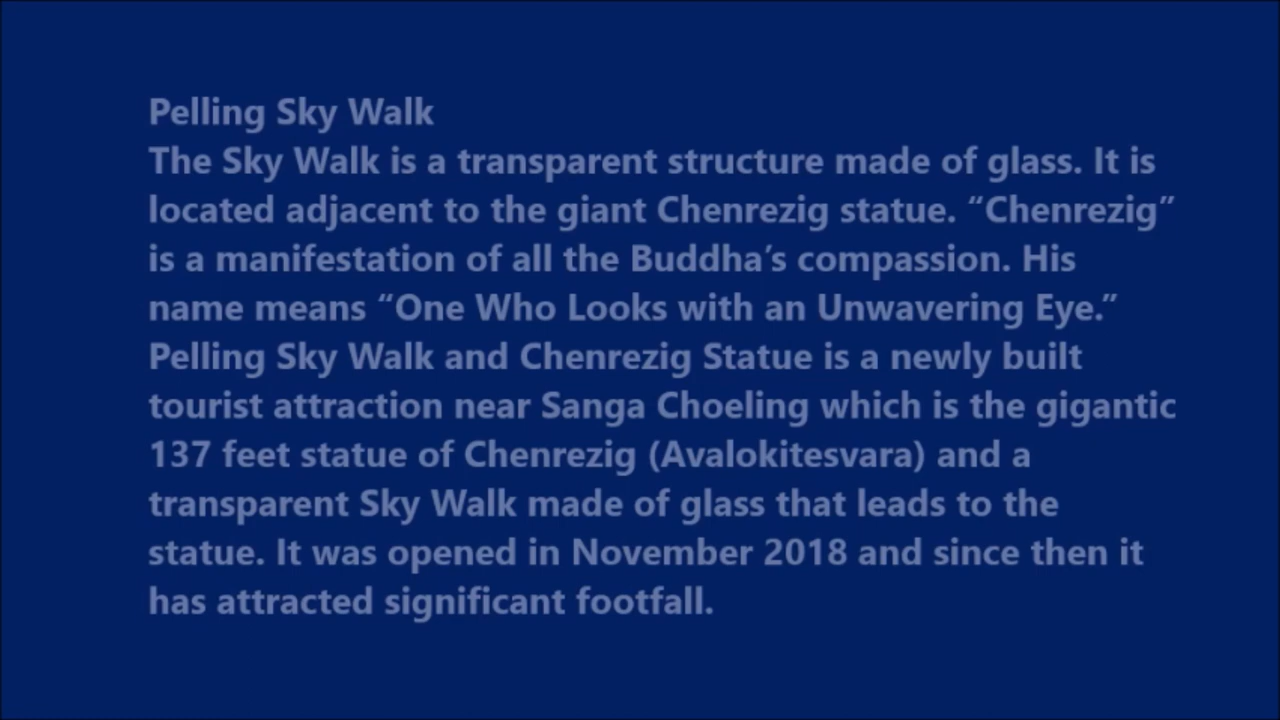 Pelling Sky Walk
The Sky Walk is a transparent structure made of glass. It is
located adjacent to the giant Chenrezig statue. “Chenrezig”
is a manifestation of all the Buddha’s compassion. His
name means “One Who Looks with an Unwavering Eye.”
Pelling Sky Walk and Chenrezig Statue is a newly built
tourist attraction near Sanga Choeling which is the gigantic
137 feet statue of Chenrezig (Avalokitesvara) and a
transparent Sky Walk made of glass that leads to the
statue. It was opened in November 2018 and since then it
has attracted significant footfall.